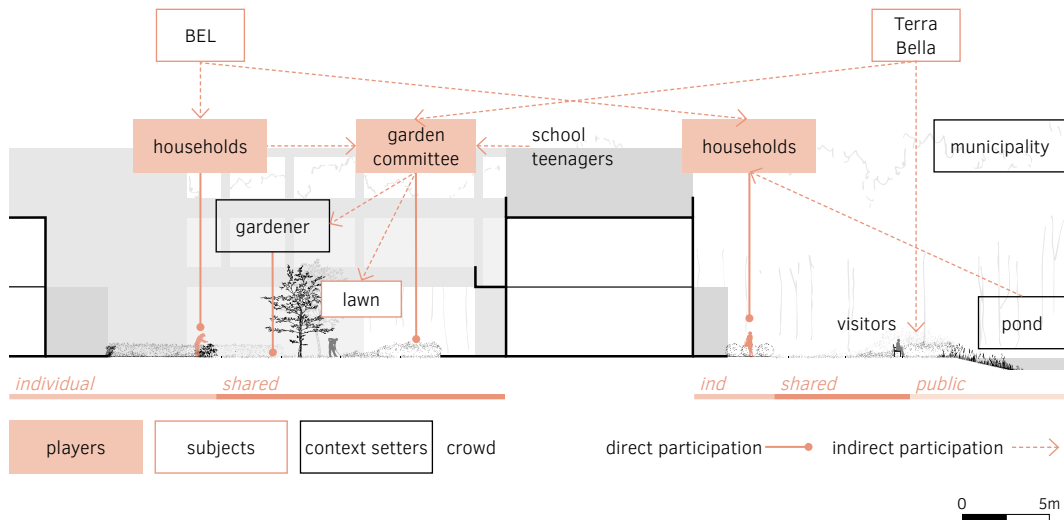 BEL
Terra
Bella
households
garden
committee
school
teenagers
households
municipality
gardener
lawn
visitors
pond
individual
shared
ind
shared
public
players
subjects
context setters
crowd
direct participation
indirect participation
0
5m